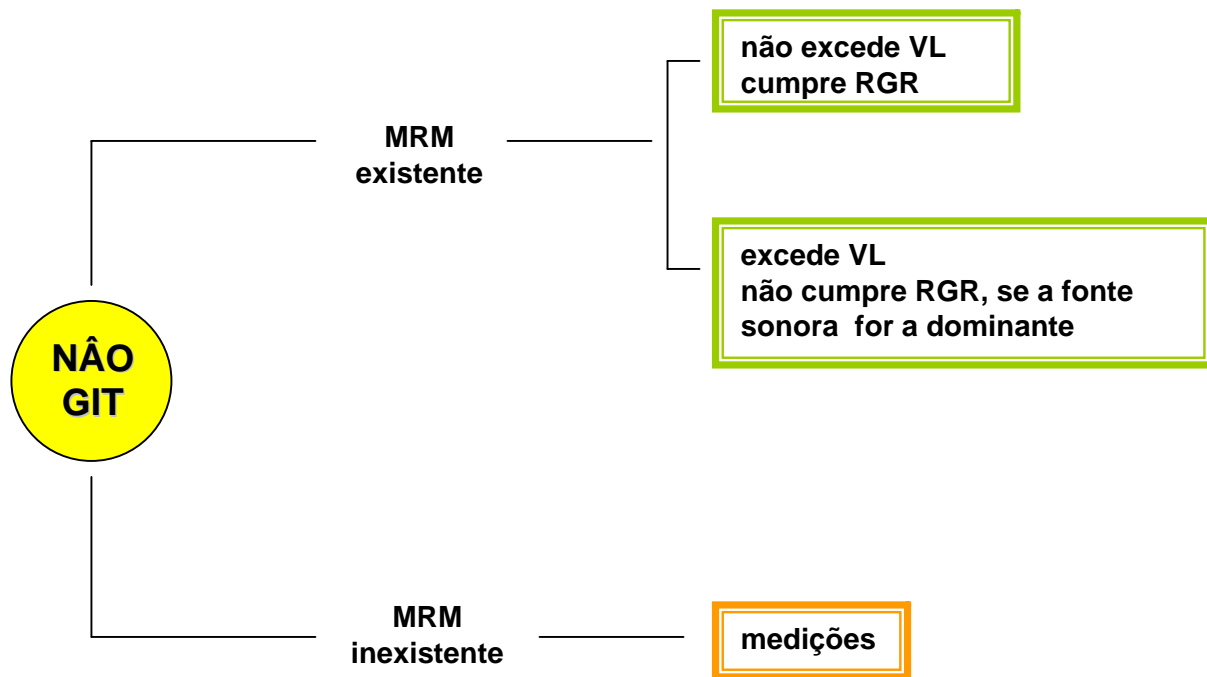 não excede VL
cumpre RGR
MRM
existente
excede VL
não cumpre RGR, se a fonte
sonora for a dominante
NÂO
GIT
MRM
inexistente
medições